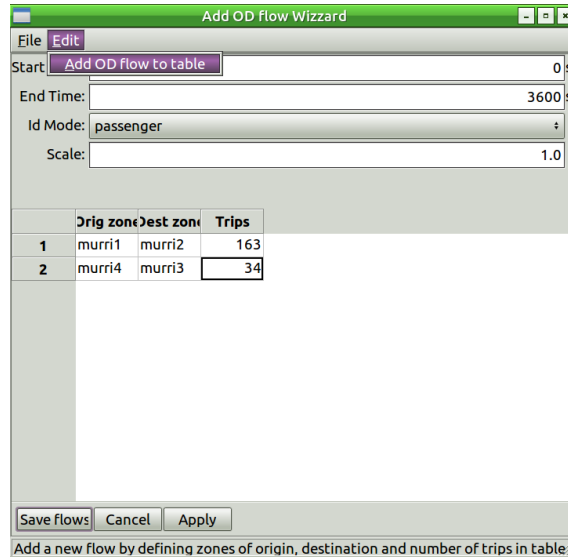 Add OD flow Wizzard
File Edit
Add OD flow to table
Start 0 s
End Time: 3600 s
Id Mode: passenger
Scale: 1.0
Orig zone Dest zone Trips
1 murri1 murri2 163
2 murri4 murri3 34
Save flows Cancel Apply
Add a new flow by defining zones of origin, destination and number of trips in table